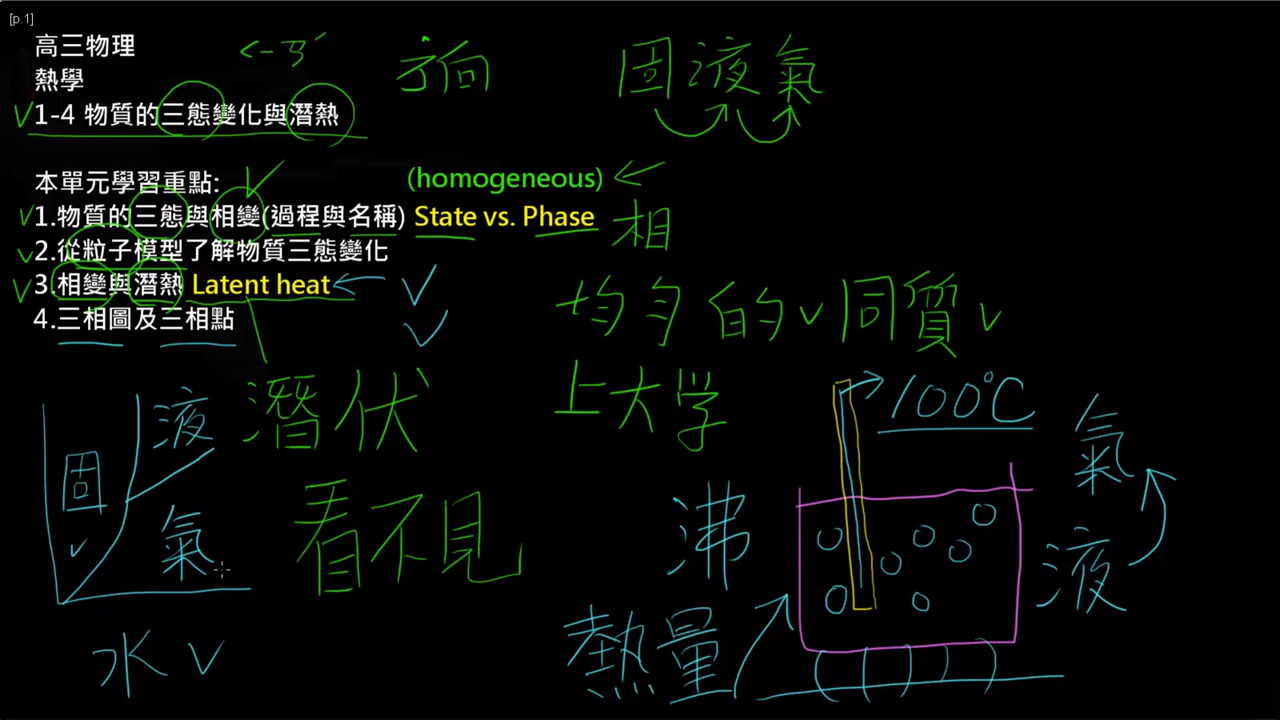 [p.1]
高三物理
熱學
1-4 物質的三態變化與潛熱
方向
固液氣
本單元學習重點:
(homogeneous)
1.物質的三態與相變(過程與名稱) State vs. Phase
相
2.從粒子模型了解物質三態變化
3.相變與潛熱 Latent heat
4.三相圖及三相點
均勻的 同質
上大学
潛伏
看不見
液
固
氣
水
100°C
沸
熱量
氣
液